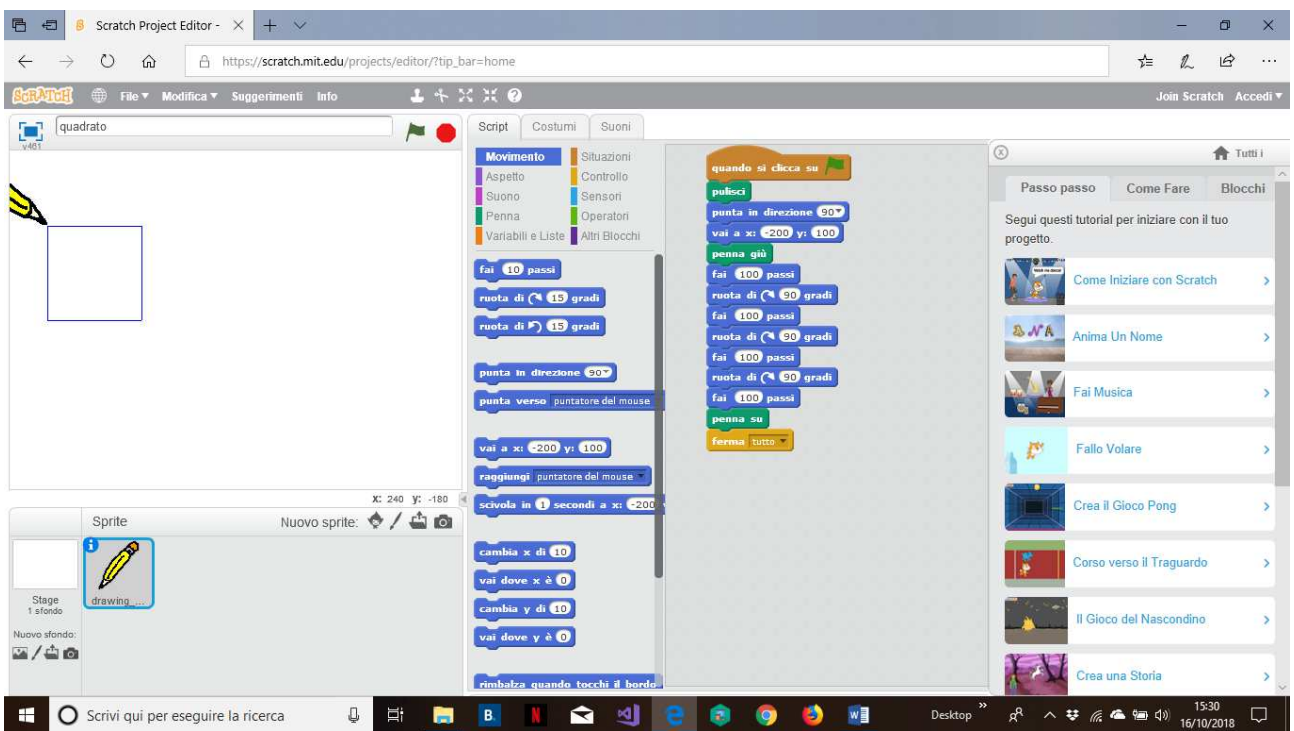 Scratch Project Editor -
https://scratch.mit.edu/projects/editor/?tip_bar=home
SCRATCH File Modifica Suggerimenti Info Join Scratch Accedi
quadrato
v461
X: 240 y: -180
Sprite Nuovo sprite:
Stage
1 sfondo
drawing_...
Nuovo sfondo:
Script Costumi Suoni
Movimento Situazioni
Aspetto Controllo
Suono Sensori
Penna Operatori
Variabili e Liste Altri Blocchi
fai 10 passi
ruota di 15 gradi
ruota di 15 gradi
punta in direzione 90
punta verso puntatore del mouse
vai a x: -200 y: 100
raggiungi puntatore del mouse
scivola in 1 secondi a x: -200
cambia x di 10
vai dove x è 0
cambia y di 10
vai dove y è 0
rimbalza quando tocchi il bordo
quando si clicca su
pulisci
punta in direzione 90
vai a x: -200 y: 100
penna giù
fai 100 passi
ruota di 90 gradi
fai 100 passi
ruota di 90 gradi
fai 100 passi
ruota di 90 gradi
fai 100 passi
penna su
ferma tutto
Tutti i
Passo passo Come Fare Blocchi
Segui questi tutorial per iniziare con il tuo
progetto.
Come Iniziare con Scratch
Anima Un Nome
Fai Musica
Fallo Volare
Crea il Gioco Pong
Corso verso il Traguardo
Il Gioco del Nascondino
Crea una Storia
Scrivi qui per eseguire la ricerca
B.
N
Desktop
15:30
16/10/2018